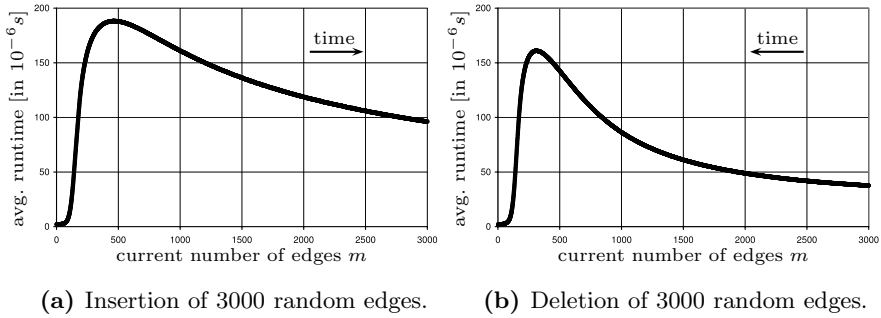 200
150
100
50
0
avg. runtime [in 10⁻⁶s]
time
0 500 1000 1500 2000 2500 3000
current number of edges m
(a) Insertion of 3000 random edges.
200
150
100
50
0
avg. runtime [in 10⁻⁶s]
time
0 500 1000 1500 2000 2500 3000
current number of edges m
(b) Deletion of 3000 random edges.